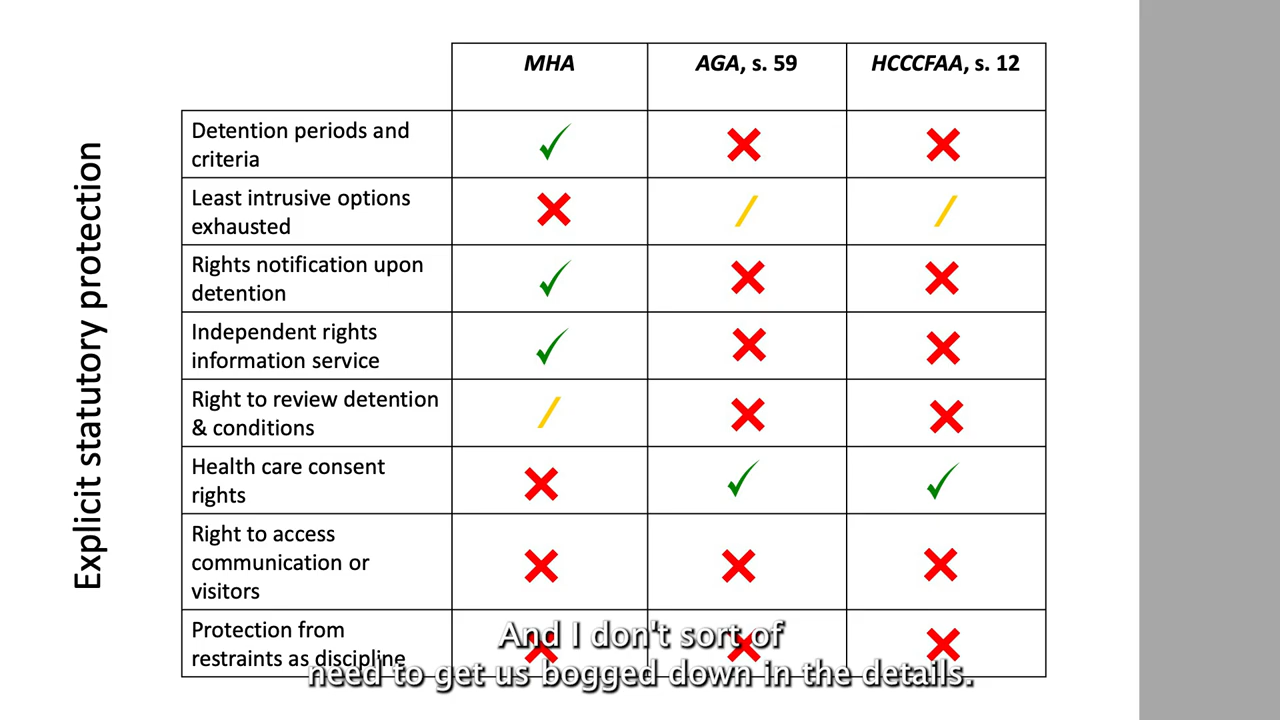 Explicit statutory protection
MHA
AGA, s. 59
HCCCFAA, s. 12
Detention periods and
criteria
Least intrusive options
exhausted
Rights notification upon
detention
Independent rights
information service
Right to review detention
& conditions
Health care consent
rights
Right to access
communication or
visitors
Protection from
restraints as discipline
And I don't sort of
need to get us bogged down in the details.